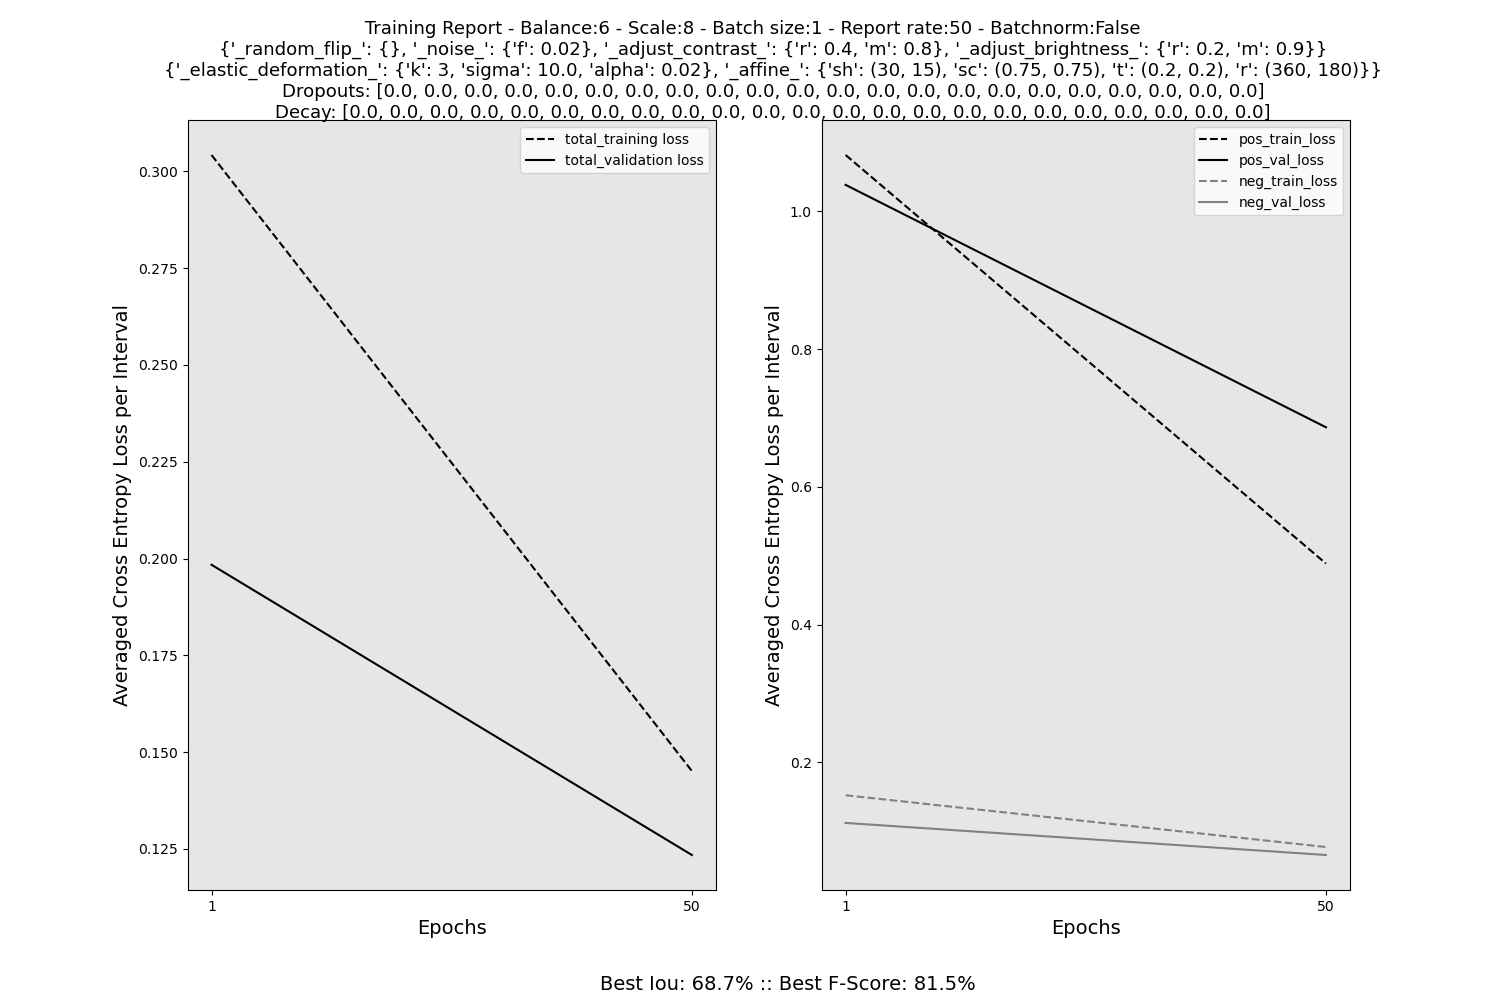 Training Report - Balance:6 - Scale:8 - Batch size:1 - Report rate:50 - Batchnorm:False
{'_random_flip_': {}, '_noise_': {'f': 0.02}, '_adjust_contrast_': {'r': 0.4, 'm': 0.8}, '_adjust_brightness_': {'r': 0.2, 'm': 0.9}}
{'_elastic_deformation_': {'k': 3, 'sigma': 10.0, 'alpha': 0.02}, '_affine_': {'sh': (30, 15), 'sc': (0.75, 0.75), 't': (0.2, 0.2), 'r': (360, 180)}}
Dropouts: [0.0, 0.0, 0.0, 0.0, 0.0, 0.0, 0.0, 0.0, 0.0, 0.0, 0.0, 0.0, 0.0, 0.0, 0.0, 0.0, 0.0, 0.0, 0.0, 0.0, 0.0, 0.0]
Decay: [0.0, 0.0, 0.0, 0.0, 0.0, 0.0, 0.0, 0.0, 0.0, 0.0, 0.0, 0.0, 0.0, 0.0, 0.0, 0.0, 0.0, 0.0, 0.0, 0.0, 0.0, 0.0, 0.0]
total_training loss
total_validation loss
0.300
0.275
0.250
0.225
0.200
0.175
0.150
0.125
Averaged Cross Entropy Loss per Interval
1
50
Epochs
pos_train_loss
pos_val_loss
neg_train_loss
neg_val_loss
1.0
0.8
0.6
0.4
0.2
Averaged Cross Entropy Loss per Interval
1
50
Epochs
Best Iou: 68.7% :: Best F-Score: 81.5%